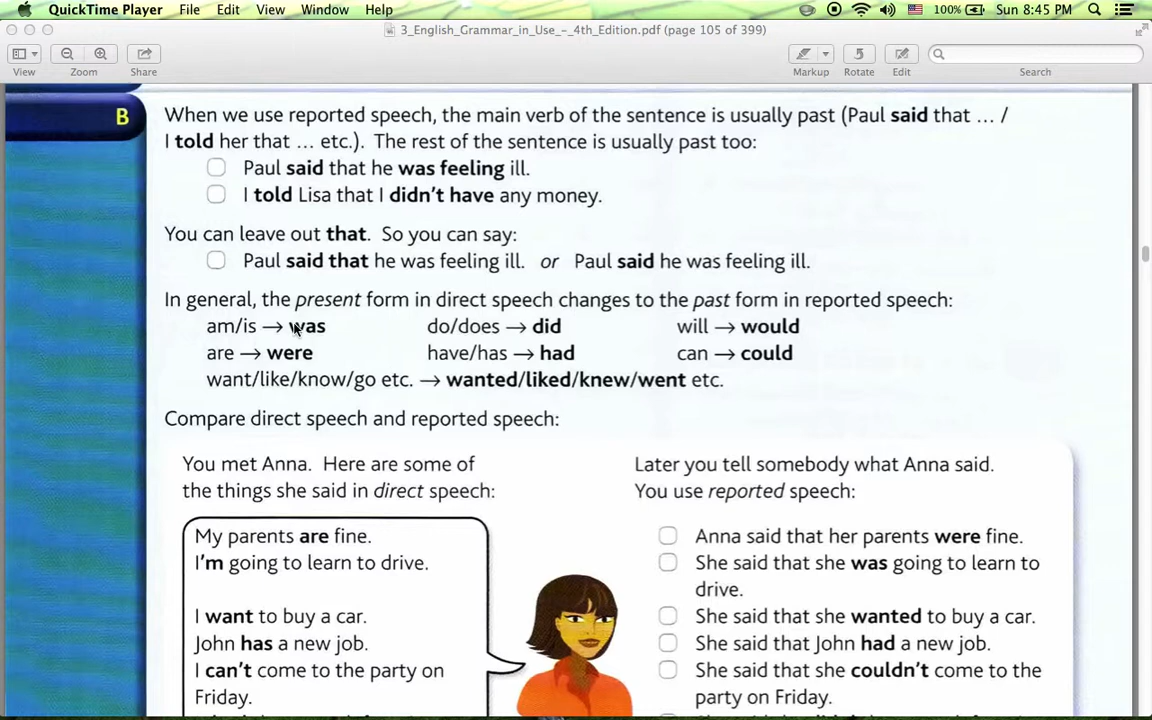 QuickTime Player File Edit View Window Help 100% Sun 8:45 PM
3_English_Grammar_in_Use_-_4th_Edition.pdf (page 105 of 399)
View Zoom Share Markup Rotate Edit Search
B When we use reported speech, the main verb of the sentence is usually past (Paul said that … /
I told her that … etc.). The rest of the sentence is usually past too:
Paul said that he was feeling ill.
I told Lisa that I didn't have any money.
You can leave out that. So you can say:
Paul said that he was feeling ill. or Paul said he was feeling ill.
In general, the present form in direct speech changes to the past form in reported speech:
am/is → was do/does → did will → would
are → were have/has → had can → could
want/like/know/go etc. → wanted/liked/knew/went etc.
Compare direct speech and reported speech:
You met Anna. Here are some of
the things she said in direct speech:
My parents are fine.
I'm going to learn to drive.
I want to buy a car.
John has a new job.
I can't come to the party on
Friday.
Later you tell somebody what Anna said.
You use reported speech:
Anna said that her parents were fine.
She said that she was going to learn to
drive.
She said that she wanted to buy a car.
She said that John had a new job.
She said that she couldn't come to the
party on Friday.